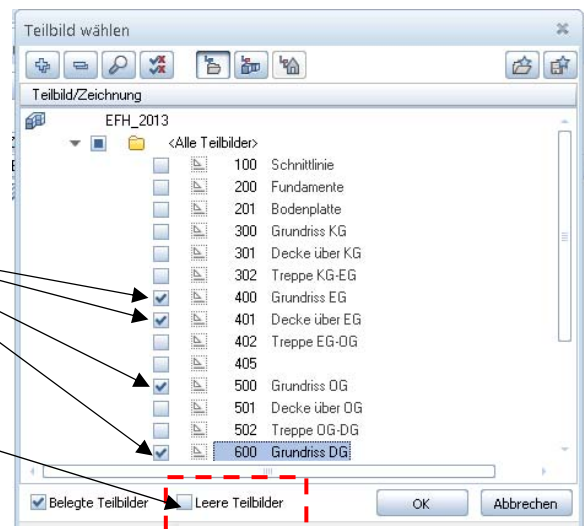 Teilbild wählen
Teilbild/Zeichnung
EFH_2013
<Alle Teilbilder>
100 Schnittlinie
200 Fundamente
201 Bodenplatte
300 Grundriss KG
301 Decke über KG
302 Treppe KG-EG
400 Grundriss EG
401 Decke über EG
402 Treppe EG-OG
405
500 Grundriss OG
501 Decke über OG
502 Treppe OG-DG
600 Grundriss DG
Belegte Teilbilder Leere Teilbilder OK Abbrechen